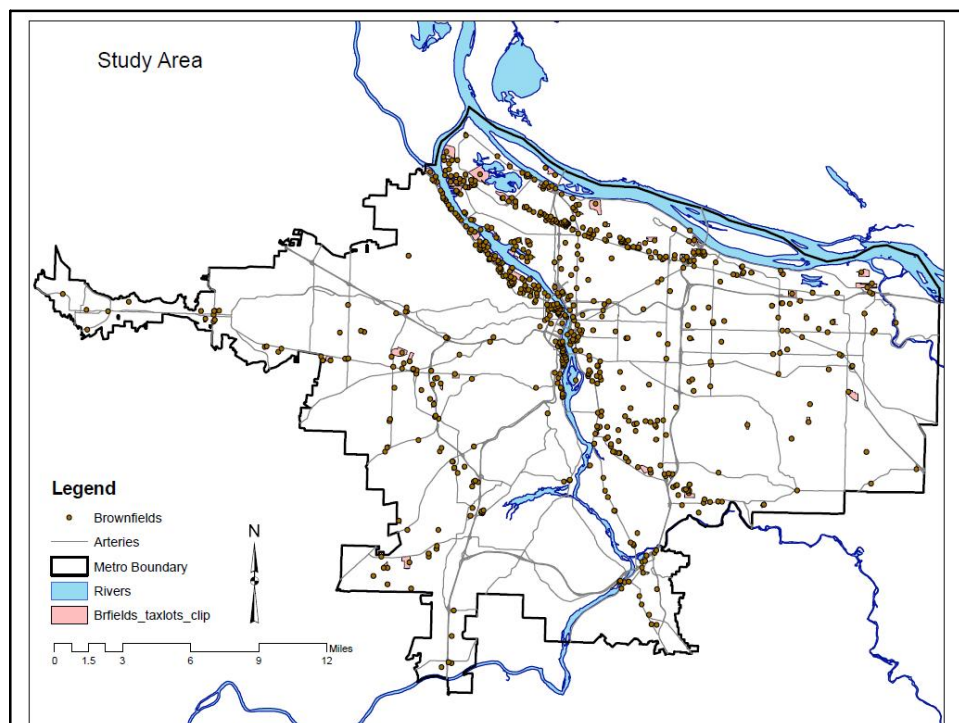 Study Area
Legend
Brownfields
Arteries
Metro Boundary
Rivers
Brfields_taxlots_clip
N
Miles
0 1.5 3 6 9 12